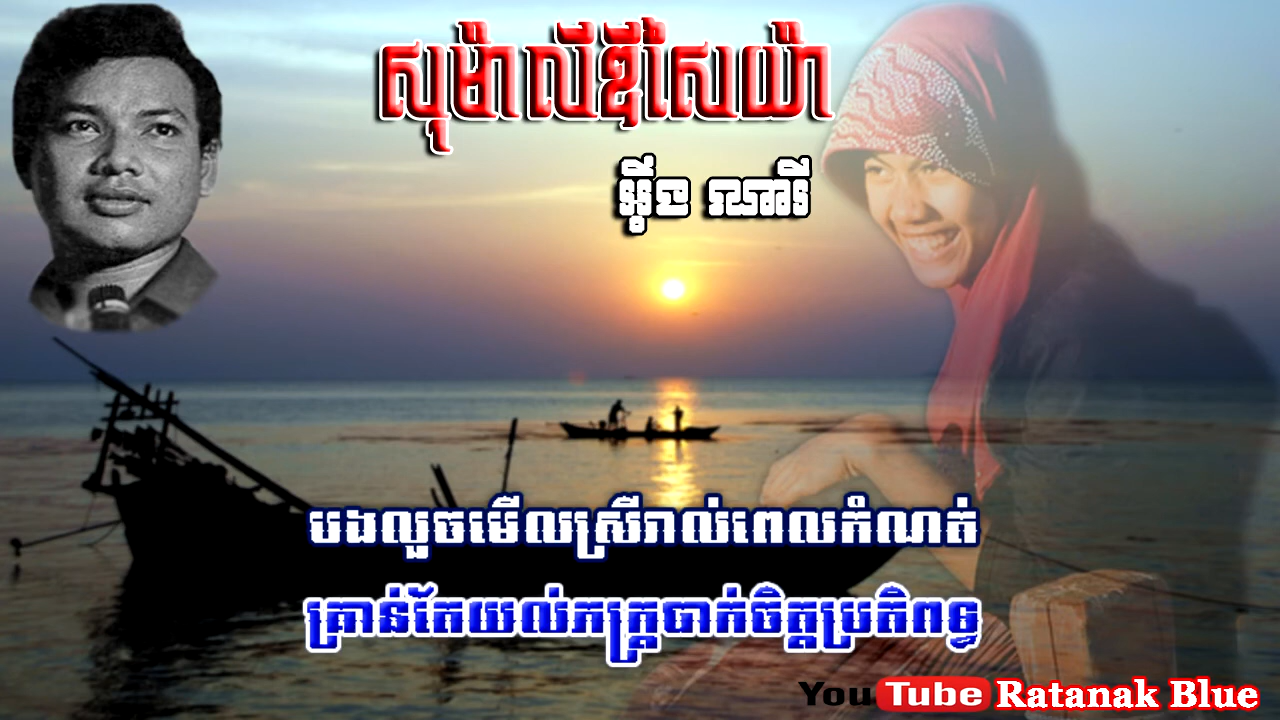 សុម៉ាលីឌីសៃយ៉ា
អ៊ឹង ណារី
បងលួចមើលស្រីរាល់ពេលកំណត់
គ្រាន់តែយល់ភក្ត្រចាក់ចិត្តប្រតិពទ្ធ
YouTube Ratanak Blue